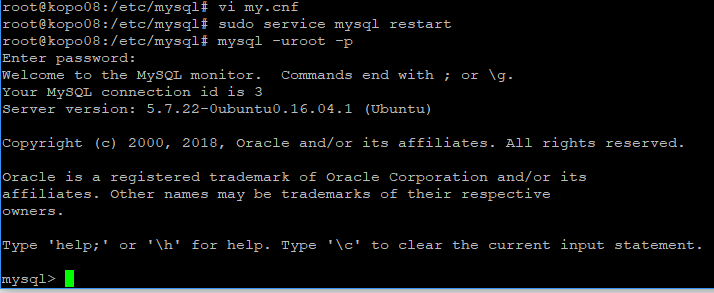 root@kopo08:/etc/mysql# vi my.cnf
root@kopo08:/etc/mysql# sudo service mysql restart
root@kopo08:/etc/mysql# mysql -uroot -p
Enter password:
Welcome to the MySQL monitor.  Commands end with ; or \g.
Your MySQL connection id is 3
Server version: 5.7.22-0ubuntu0.16.04.1 (Ubuntu)

Copyright (c) 2000, 2018, Oracle and/or its affiliates. All rights reserved.

Oracle is a registered trademark of Oracle Corporation and/or its
affiliates. Other names may be trademarks of their respective
owners.

Type 'help;' or '\h' for help. Type '\c' to clear the current input statement.

mysql>